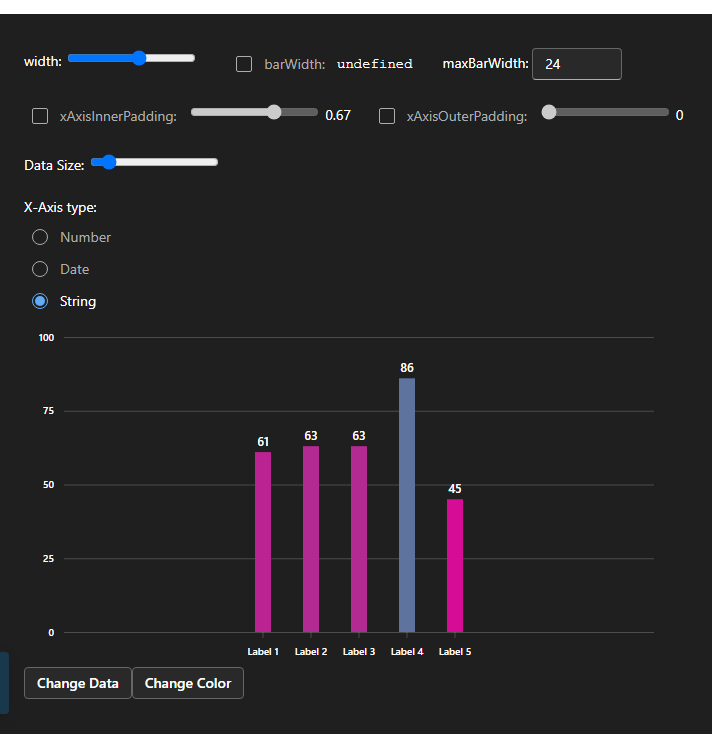 width: barWidth: undefined maxBarWidth: 24
xAxisInnerPadding: 0.67 xAxisOuterPadding: 0
Data Size:
X-Axis type:
Number
Date
String
100
86
75
61 63 63
50
45
25
0
Label 1 Label 2 Label 3 Label 4 Label 5
Change Data Change Color